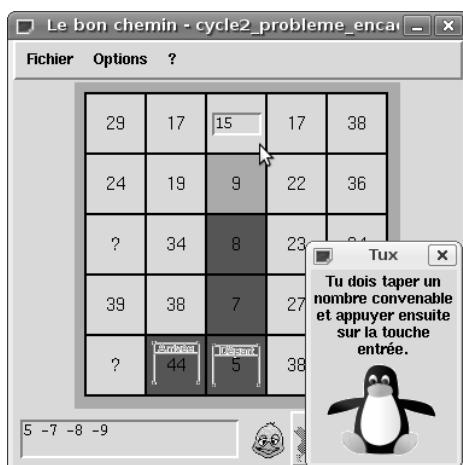 Le bon chemin - cycle2_probleme_enca
Fichier Options ?
29 17 15 17 38
24 19 9 22 36
? 34 8 23
39 38 7 27
Arrivée Départ
? 44 5 38
Tux
Tu dois taper un
nombre convenable
et appuyer ensuite
sur la touche
entrée.
5 -7 -8 -9